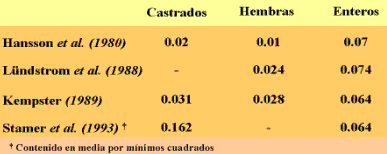 Castrados Hembras Enteros
Hansson et al. (1980) 0.02 0.01 0.07
Lündstrom et al. (1988) - 0.024 0.074
Kempster (1989) 0.031 0.028 0.064
Stamer et al. (1993) † 0.162 - 0.064
† Contenido en media por mínimos cuadrados